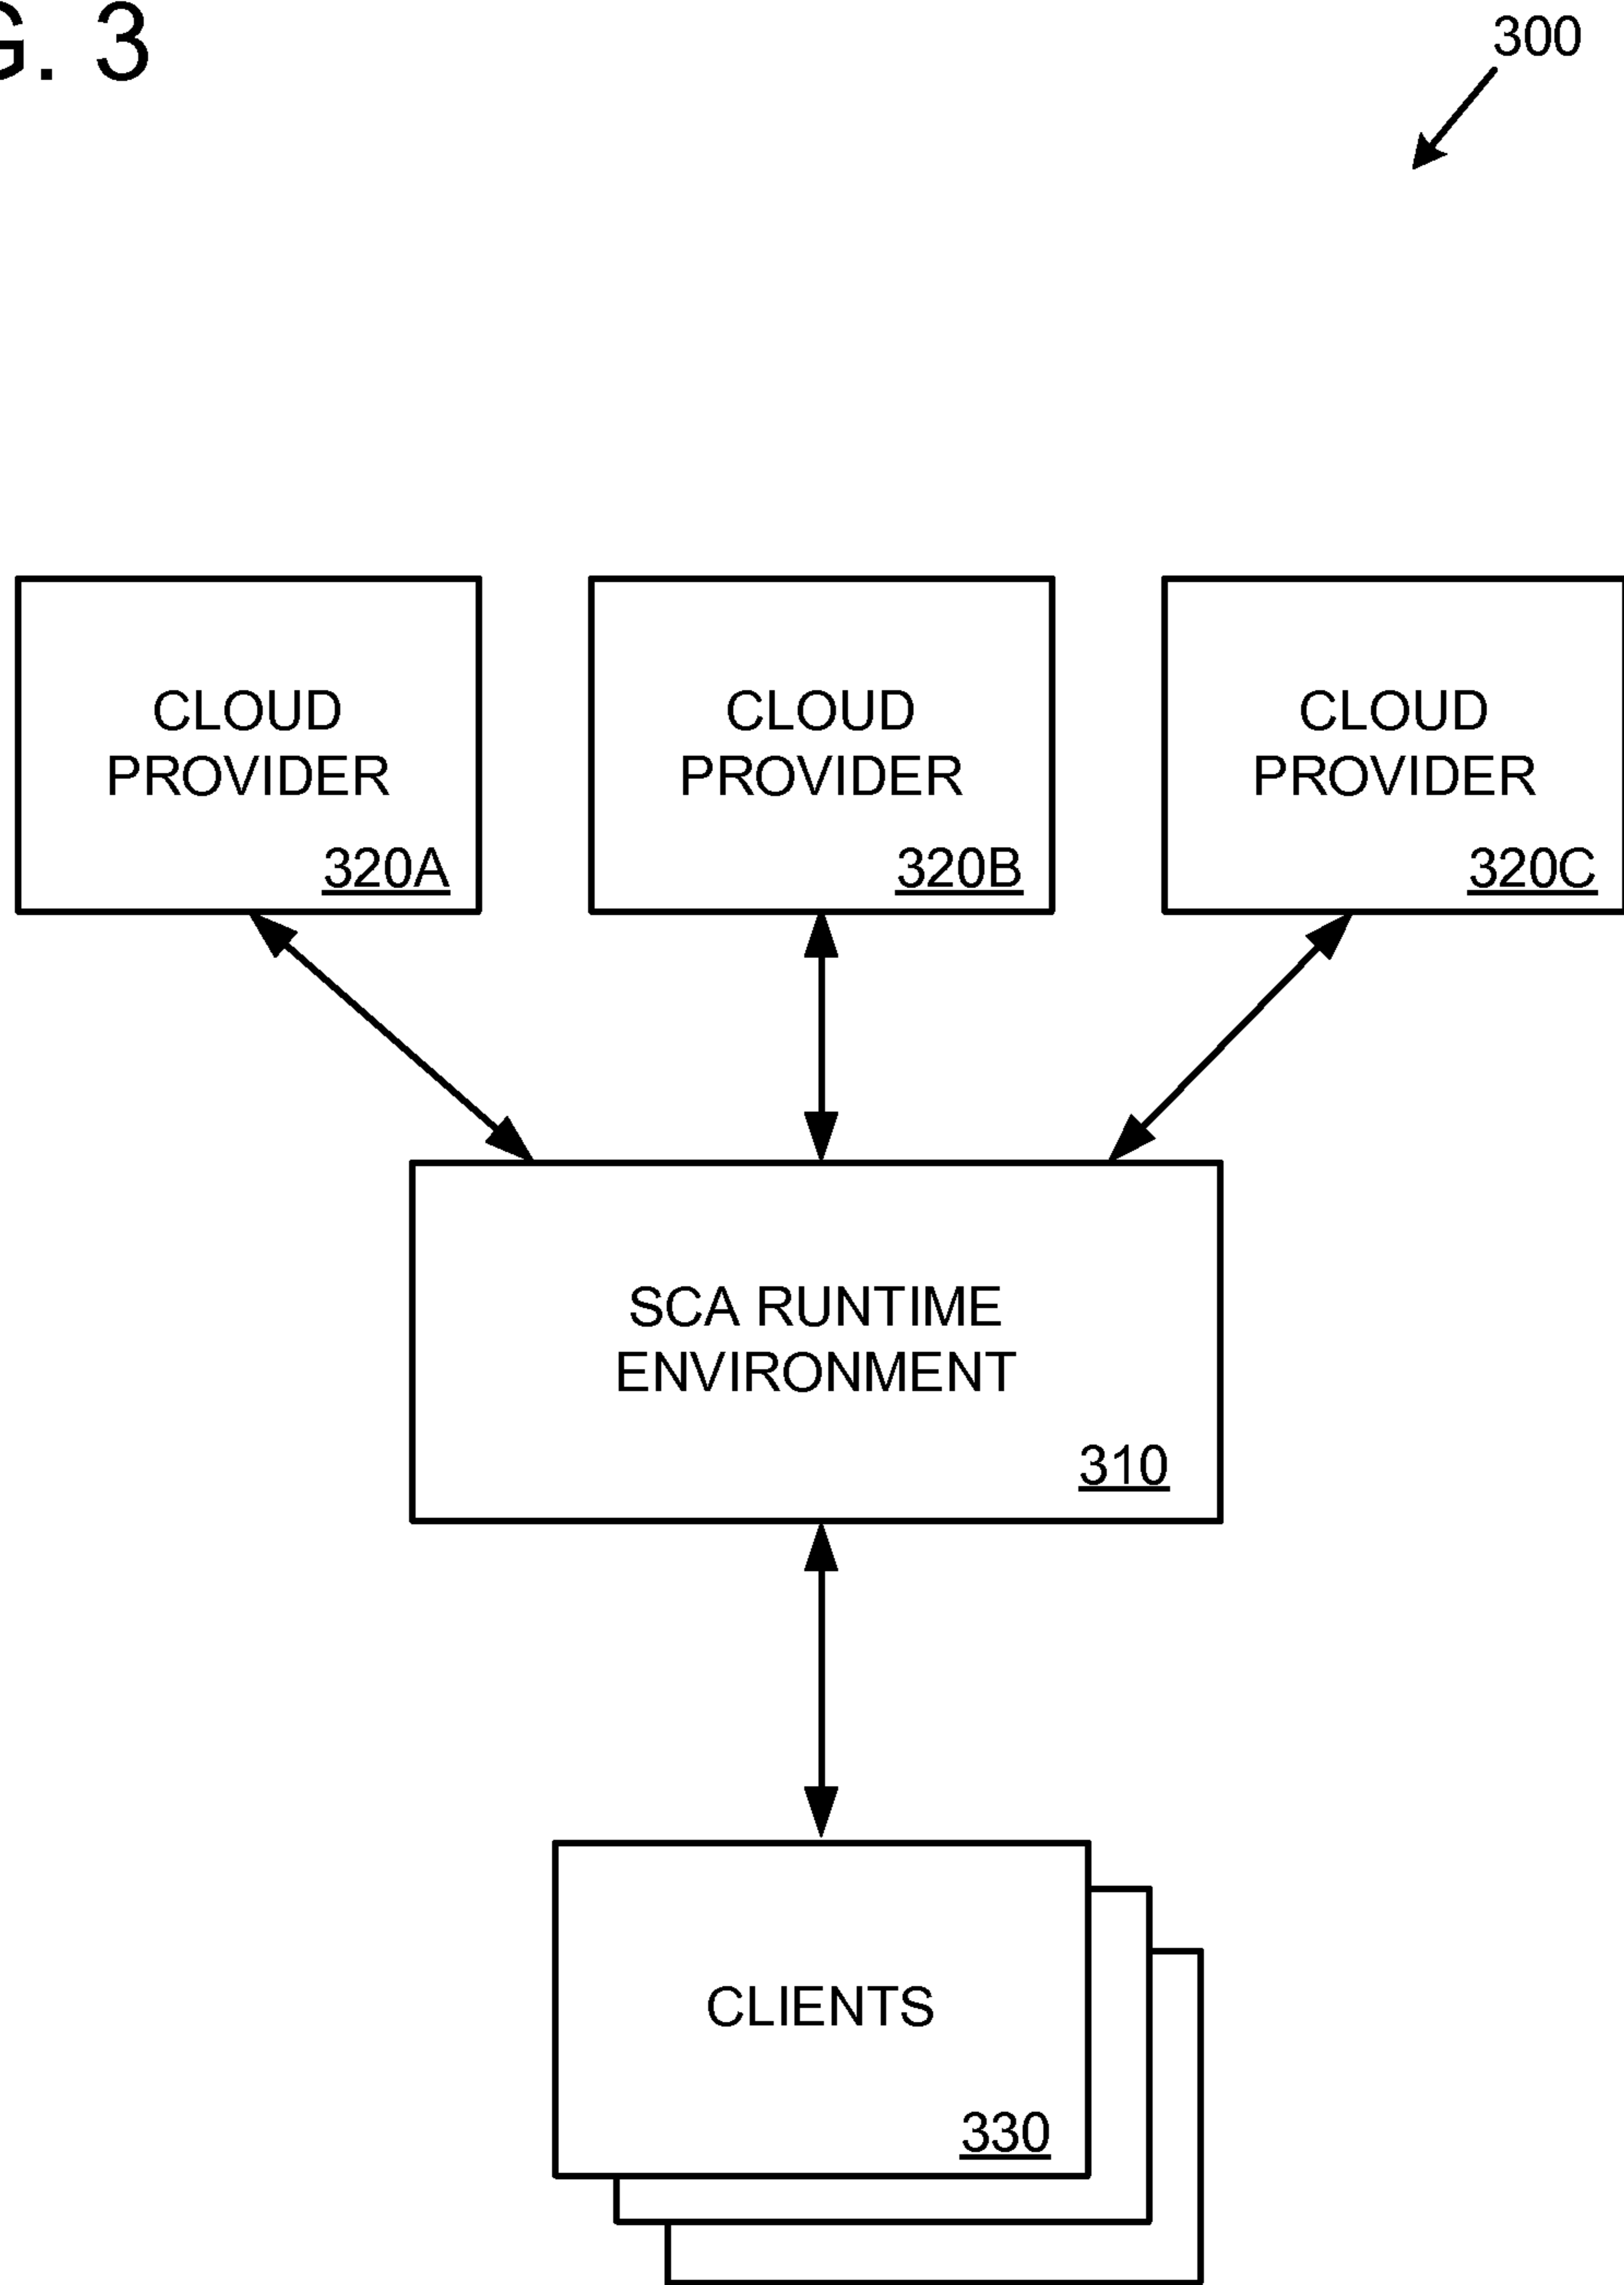 G. 3
300
CLOUD
PROVIDER
320A
CLOUD
PROVIDER
320B
CLOUD
PROVIDER
320C
SCA RUNTIME
ENVIRONMENT
310
CLIENTS
330